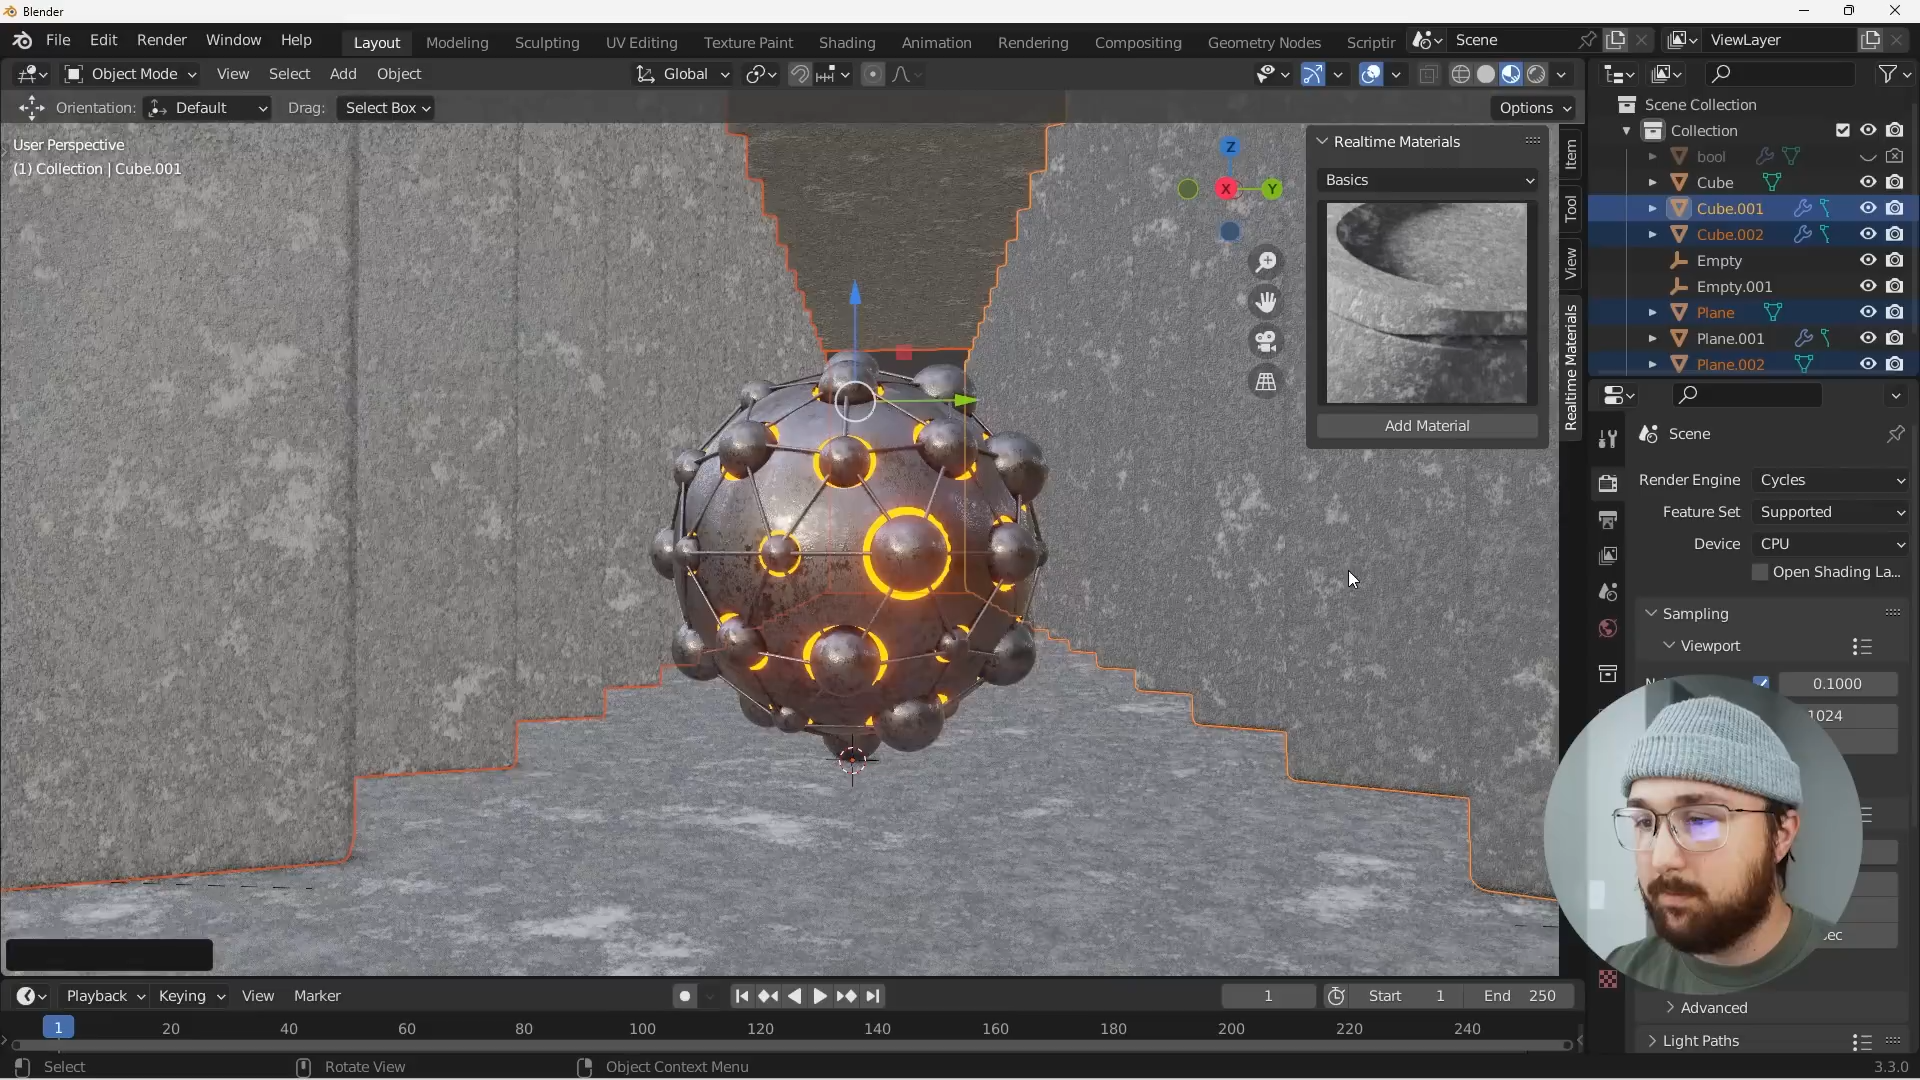 Blender
File Edit Render Window Help Layout Modeling Sculpting UV Editing Texture Paint Shading Animation Rendering Compositing Geometry Nodes Scriptin Scene ViewLayer
Object Mode View Select Add Object Global
Orientation: Default Drag: Select Box Options
User Perspective
(1) Collection | Cube.001
Z
X
Y
Realtime Materials
Basics
Add Material
Item
Tool
View
Realtime Materials
Scene Collection
Collection
bool
Cube
Cube.001
Cube.002
Empty
Empty.001
Plane
Plane.001
Plane.002
Scene
Render Engine Cycles
Feature Set Supported
Device CPU
Open Shading La...
Sampling
Viewport
0.1000
1024
Advanced
Light Paths
Playback Keying View Marker 1 Start 1 End 250
1 20 40 60 80 100 120 140 160 180 200 220 240
Select Rotate View Object Context Menu 3.3.0